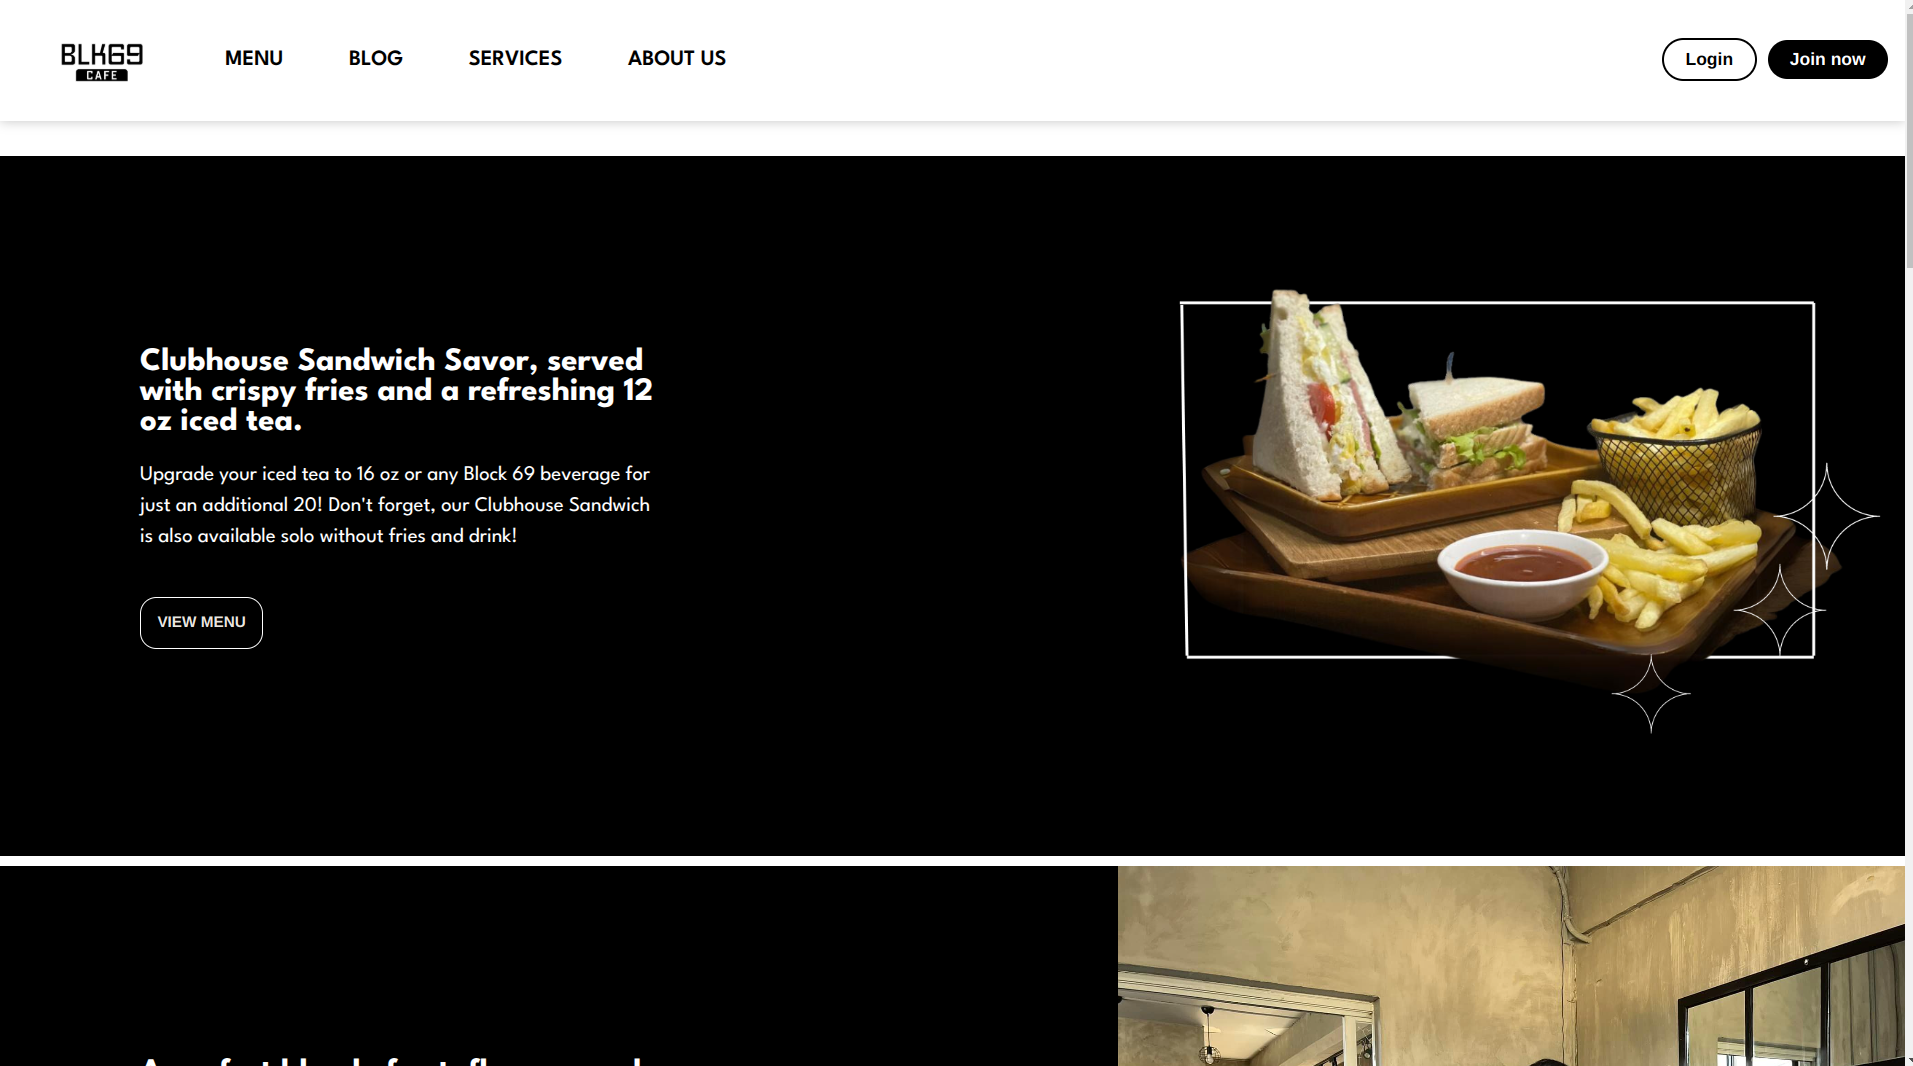 BLK69
CAFE
MENU
BLOG
SERVICES
ABOUT US
Login
Join now
Clubhouse Sandwich Savor, served
with crispy fries and a refreshing 12
oz iced tea.
Upgrade your iced tea to 16 oz or any Block 69 beverage for
just an additional 20! Don't forget, our Clubhouse Sandwich
is also available solo without fries and drink!
VIEW MENU